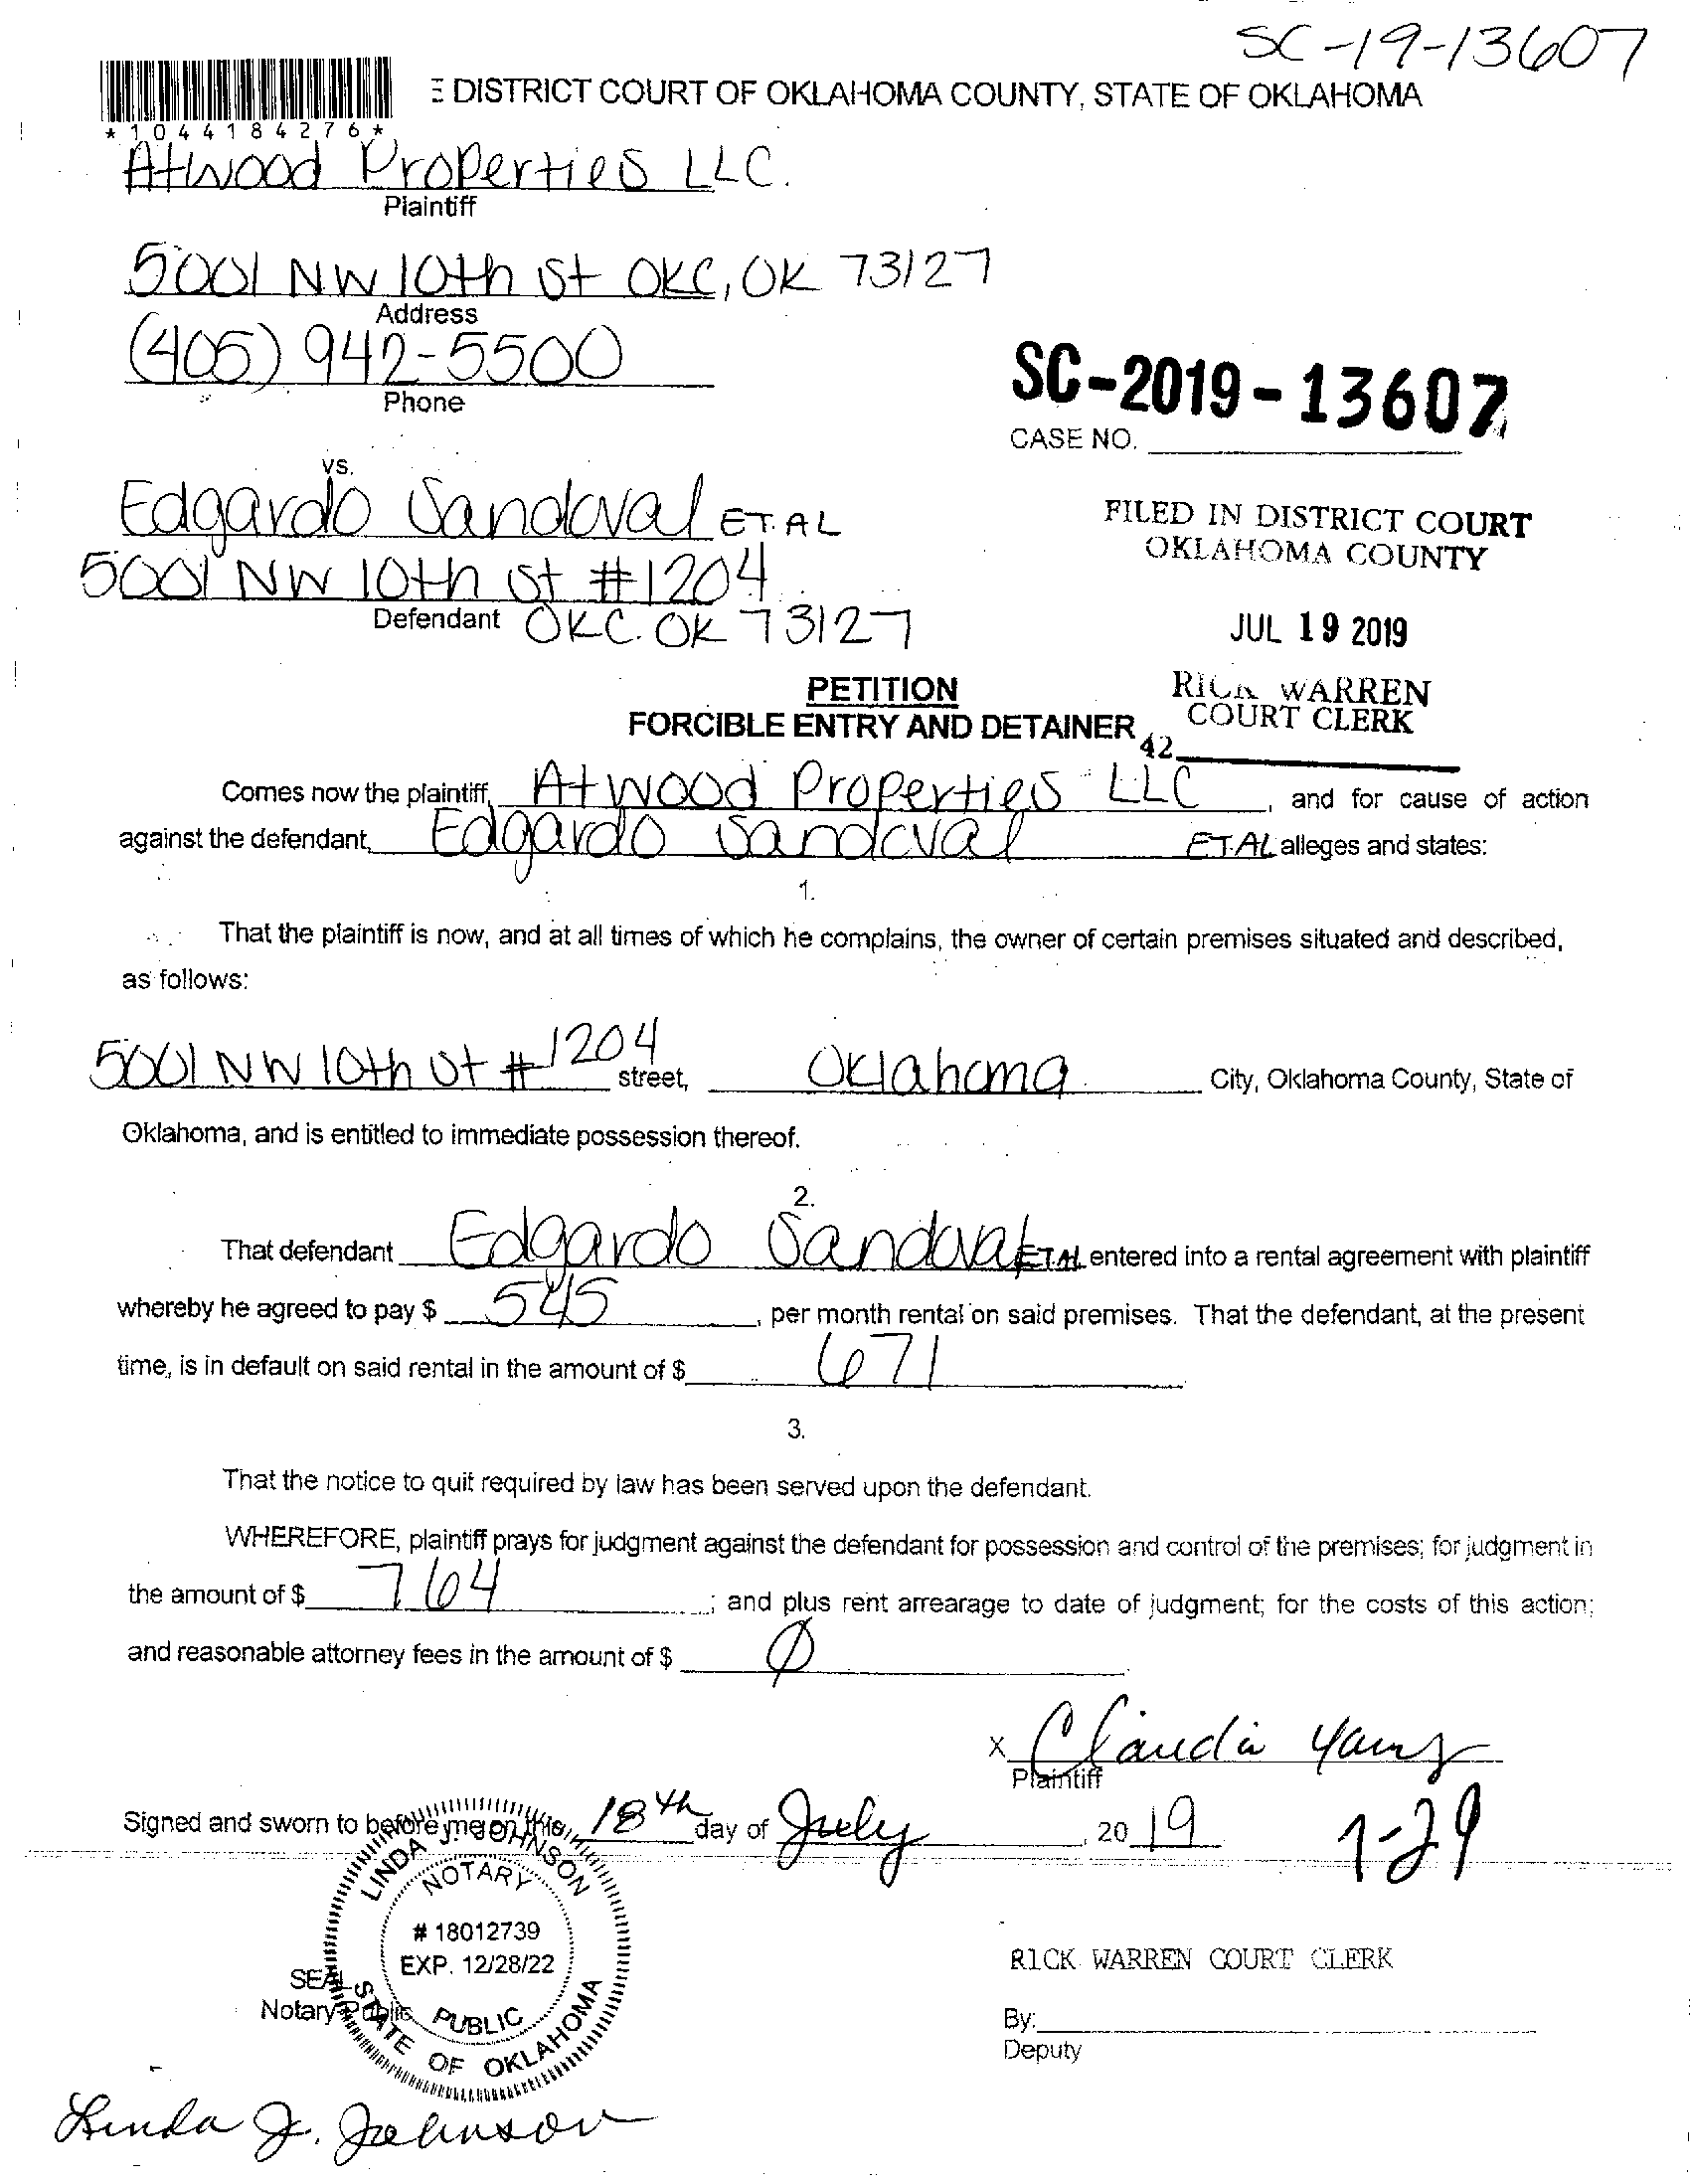 SC-19-13607
E DISTRICT COURT OF OKLAHOMA COUNTY, STATE OF OKLAHOMA
*1044184276*
Atwood Properties LLC.
Plaintiff
5001 NW 10th St OKC, OK 73127
Address
(405) 942-5500
Phone
SC-2019-13607
CASE NO.
vs.
Edgardo Sandoval ET. AL
5001 NW 10th St #1204
Defendant OKC. OK 73127
FILED IN DISTRICT COURT
OKLAHOMA COUNTY
JUL 19 2019
RICK WARREN
COURT CLERK
42
PETITION
FORCIBLE ENTRY AND DETAINER
Comes now the plaintiff, Atwood Properties LLC, and for cause of action
against the defendant, Edgardo Sandoval ET.AL alleges and states:
1.
That the plaintiff is now, and at all times of which he complains, the owner of certain premises situated and described,
as follows:
5001 NW 10th St #1204 street, Oklahoma City, Oklahoma County, State of
Oklahoma, and is entitled to immediate possession thereof.
2.
That defendant Edgardo Sandoval ET.AL entered into a rental agreement with plaintiff
whereby he agreed to pay $ 545, per month rental on said premises. That the defendant, at the present
time, is in default on said rental in the amount of $ 671
3.
That the notice to quit required by law has been served upon the defendant.
WHEREFORE, plaintiff prays for judgment against the defendant for possession and control of the premises; for judgment in
the amount of $ 764; and plus rent arrearage to date of judgment; for the costs of this action;
and reasonable attorney fees in the amount of $ Ø
X Claudia
Plaintiff
Signed and sworn to before me on this 18th day of July, 2019
7-29
LINDA J. JOHNSON
NOTARY
# 18012739
EXP. 12/28/22
PUBLIC
STATE OF OKLAHOMA
SEAL
Notary Public
RICK WARREN COURT CLERK
By:
Deputy
Linda J. Johnson